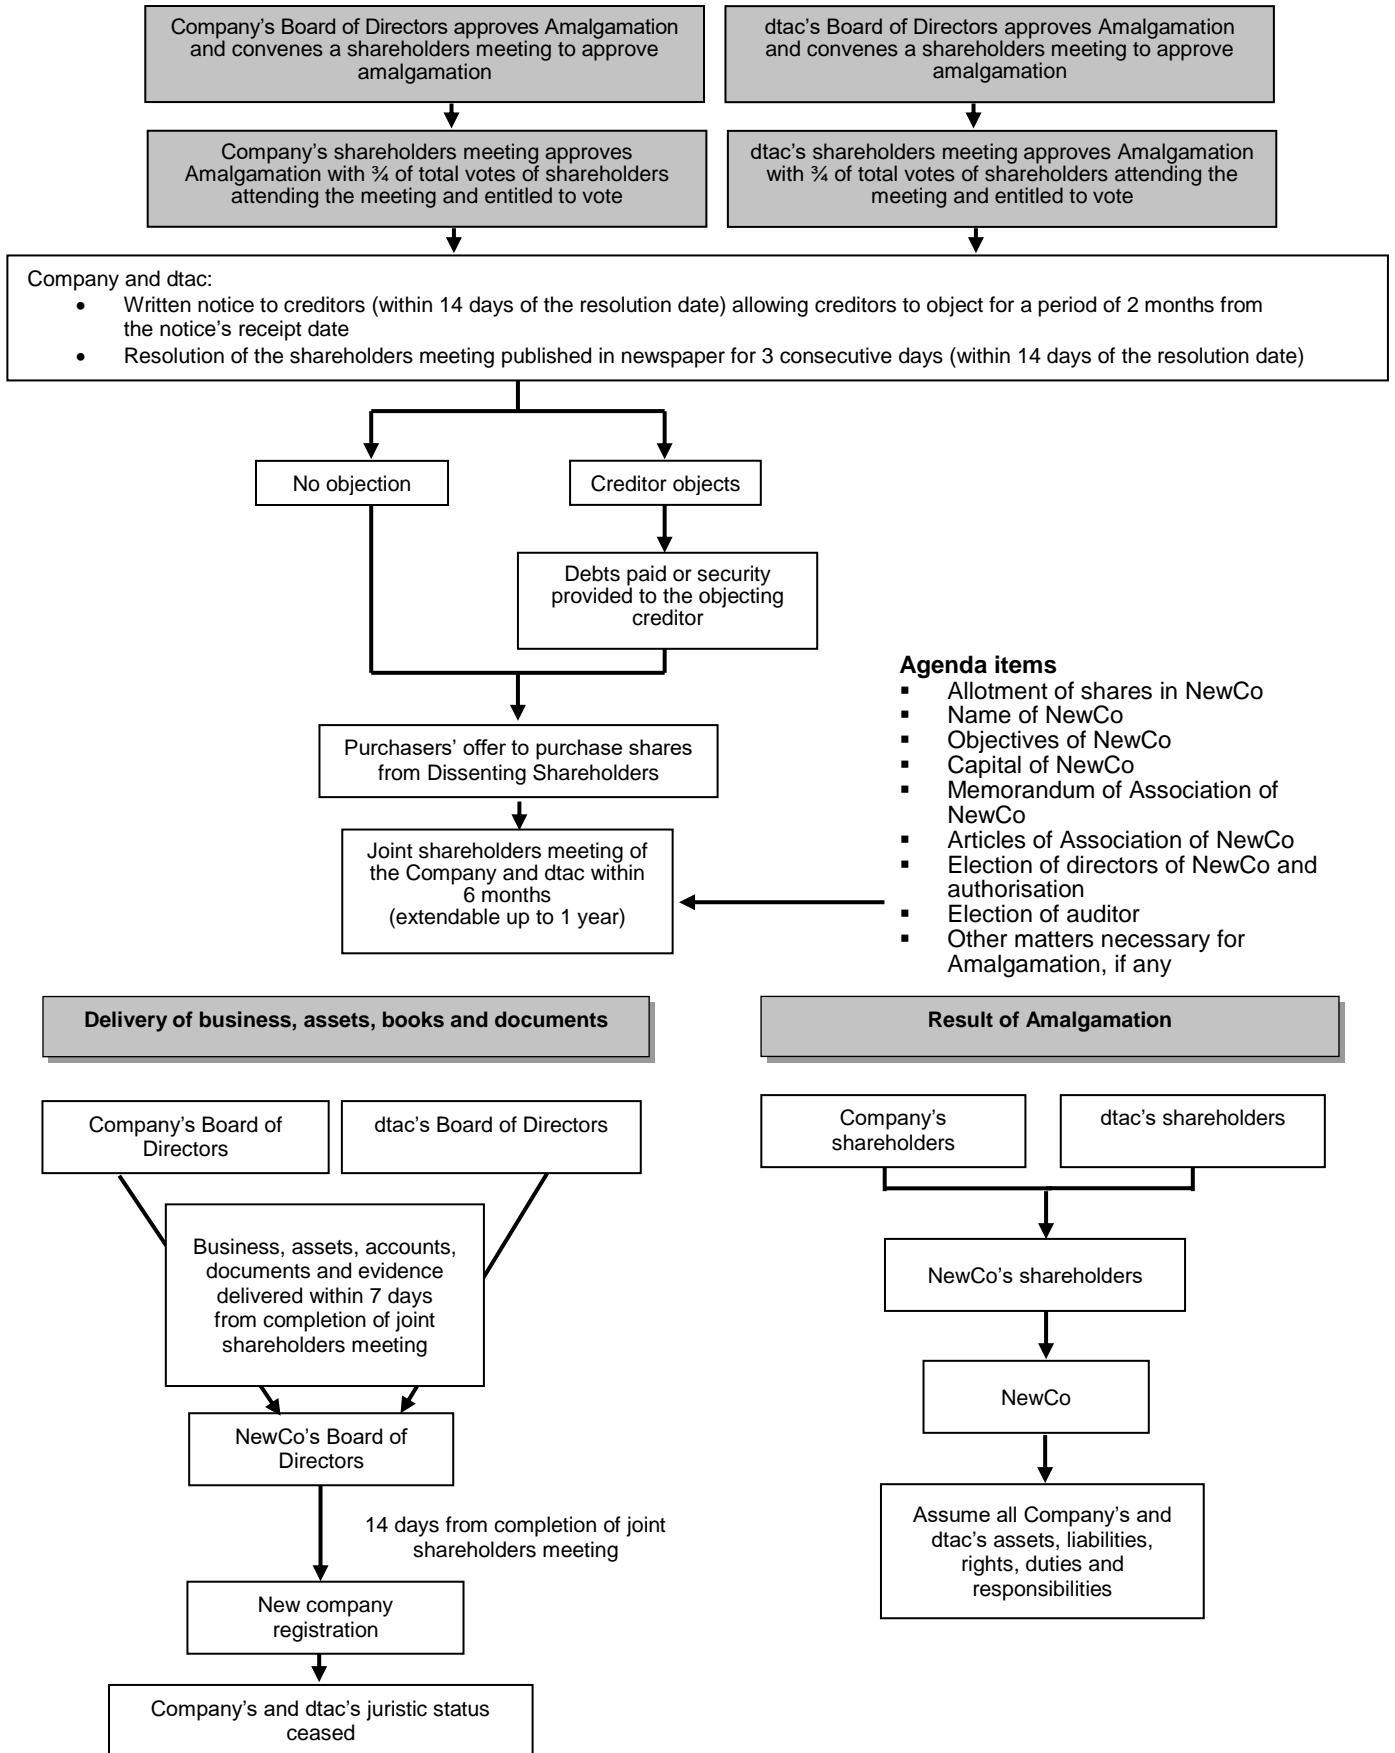 Company's Board of Directors approves Amalgamation
and convenes a shareholders meeting to approve
amalgamation
dtac's Board of Directors approves Amalgamation
and convenes a shareholders meeting to approve
amalgamation
Company's shareholders meeting approves
Amalgamation with ¾ of total votes of shareholders
attending the meeting and entitled to vote
dtac's shareholders meeting approves Amalgamation
with ¾ of total votes of shareholders attending the
meeting and entitled to vote
Company and dtac:
• Written notice to creditors (within 14 days of the resolution date) allowing creditors to object for a period of 2 months from
the notice's receipt date
• Resolution of the shareholders meeting published in newspaper for 3 consecutive days (within 14 days of the resolution date)
No objection
Creditor objects
Debts paid or security
provided to the objecting
creditor
Purchasers' offer to purchase shares
from Dissenting Shareholders
Joint shareholders meeting of
the Company and dtac within
6 months
(extendable up to 1 year)
Agenda items
▪ Allotment of shares in NewCo
▪ Name of NewCo
▪ Objectives of NewCo
▪ Capital of NewCo
▪ Memorandum of Association of
NewCo
▪ Articles of Association of NewCo
▪ Election of directors of NewCo and
authorisation
▪ Election of auditor
▪ Other matters necessary for
Amalgamation, if any
Delivery of business, assets, books and documents
Company's Board of
Directors
dtac's Board of Directors
Business, assets, accounts,
documents and evidence
delivered within 7 days
from completion of joint
shareholders meeting
NewCo's Board of
Directors
14 days from completion of joint
shareholders meeting
New company
registration
Company's and dtac's juristic status
ceased
Result of Amalgamation
Company's
shareholders
dtac's shareholders
NewCo's shareholders
NewCo
Assume all Company's and
dtac's assets, liabilities,
rights, duties and
responsibilities